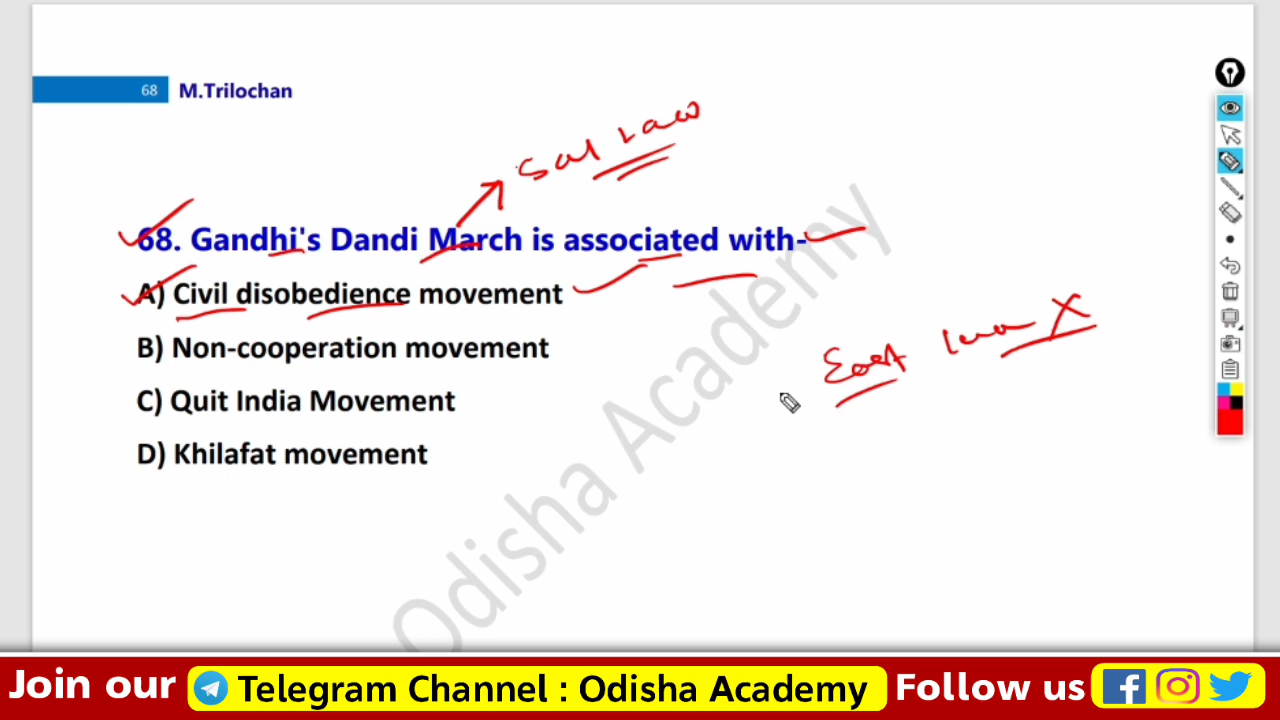 68 M.Trilochan
Sal Law
68. Gandhi's Dandi March is associated with-
A) Civil disobedience movement
B) Non-cooperation movement
C) Quit India Movement
D) Khilafat movement
Odisha Academy
Join our Telegram Channel : Odisha Academy Follow us